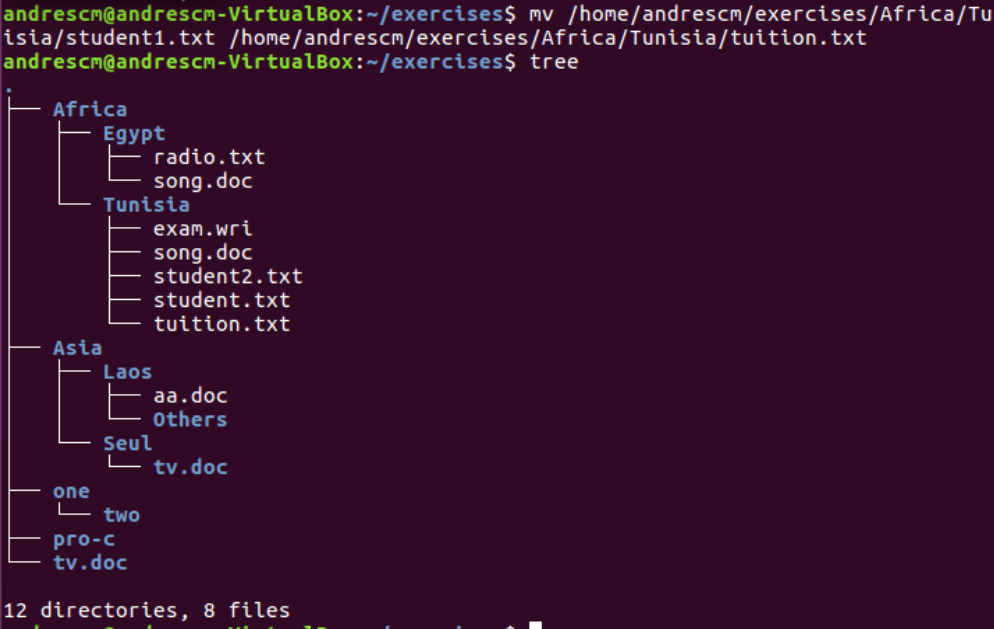 andrescm@andrescm-VirtualBox:~/exercises$ mv /home/andrescm/exercises/Africa/Tu
isia/student1.txt /home/andrescm/exercises/Africa/Tunisia/tuition.txt
andrescm@andrescm-VirtualBox:~/exercises$ tree
.
├── Africa
│   ├── Egypt
│   │   ├── radio.txt
│   │   └── song.doc
│   └── Tunisia
│       ├── exam.wri
│       ├── song.doc
│       ├── student2.txt
│       ├── student.txt
│       └── tuition.txt
├── Asia
│   ├── Laos
│   │   ├── aa.doc
│   │   └── Others
│   └── Seul
│       └── tv.doc
├── one
│   └── two
├── pro-c
└── tv.doc
12 directories, 8 files